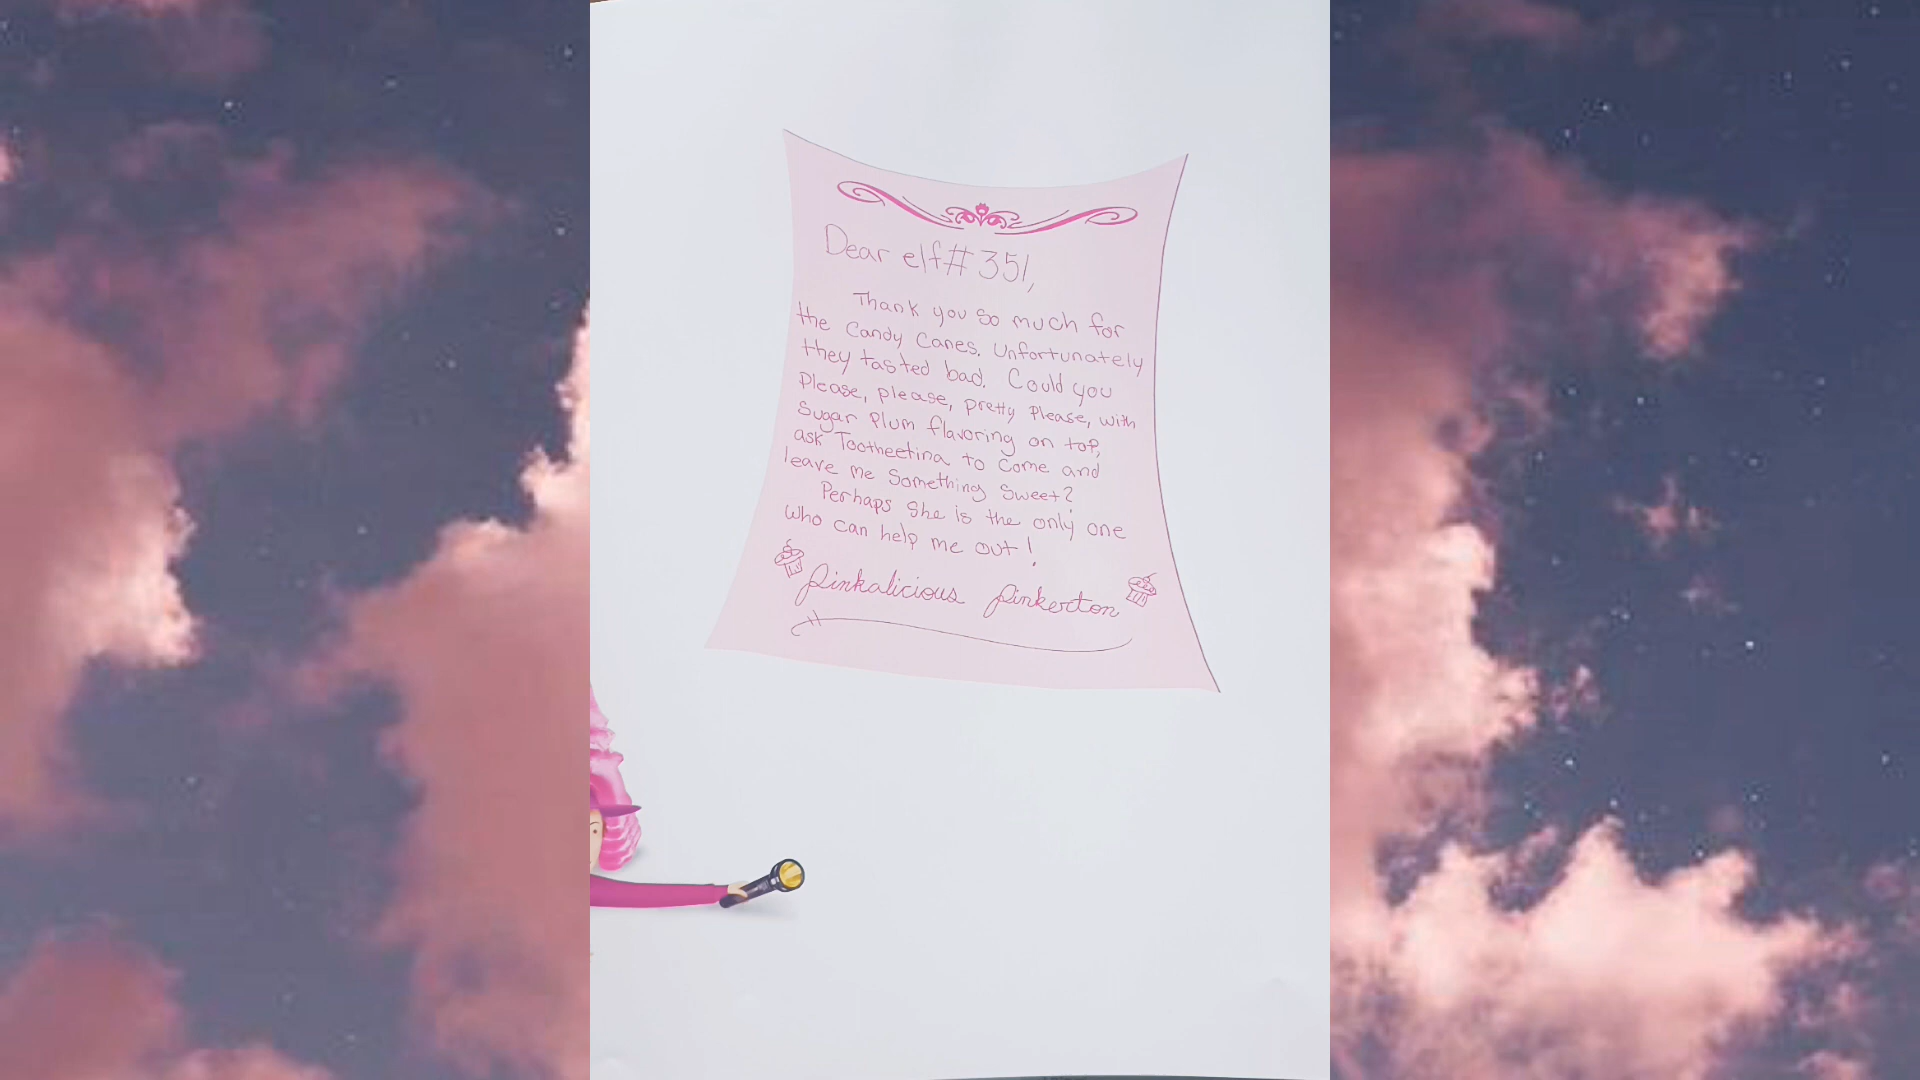 Dear elf #351,
Thank you so much for
the Candy Canes. Unfortunately
they tasted bad. Could you
please, please, pretty please, with
Sugar Plum flavoring on top,
ask Tootheetina to come and
leave me something sweet?
Perhaps she is the only one
who can help me out!
Pinkalicious Pinkerton